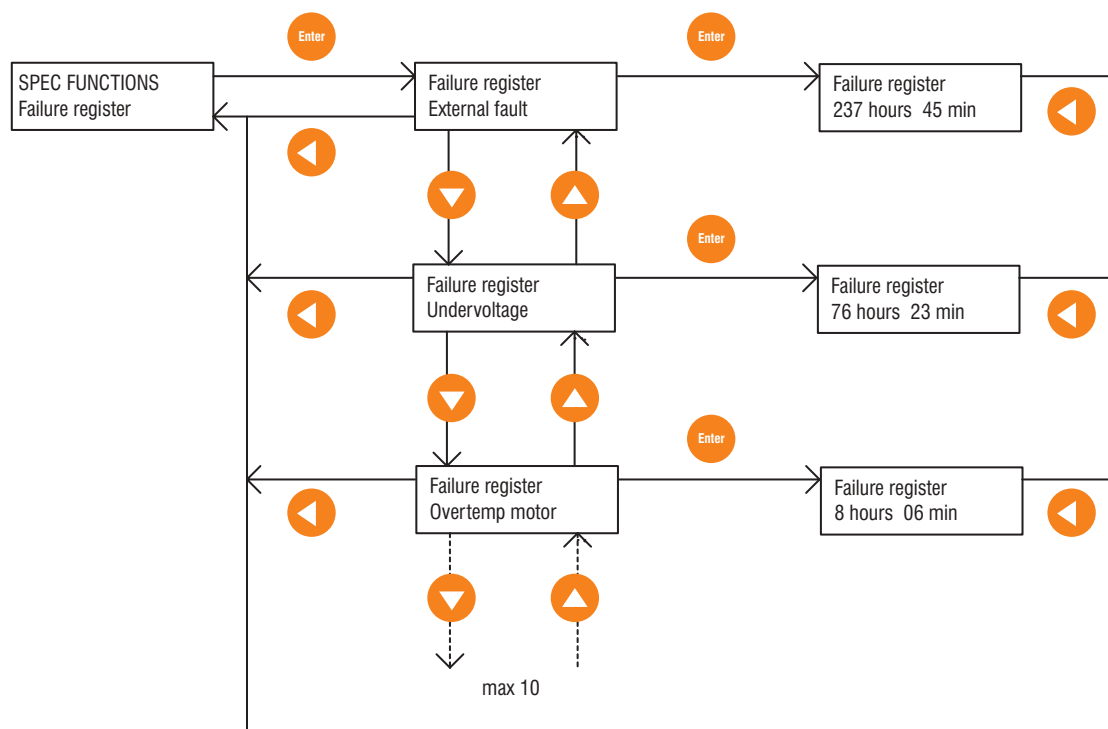 Enter
Enter
SPEC FUNCTIONS
Failure register
Failure register
External fault
Failure register
237 hours 45 min
Enter
Failure register
Undervoltage
Failure register
76 hours 23 min
Enter
Failure register
Overtemp motor
Failure register
8 hours 06 min
max 10